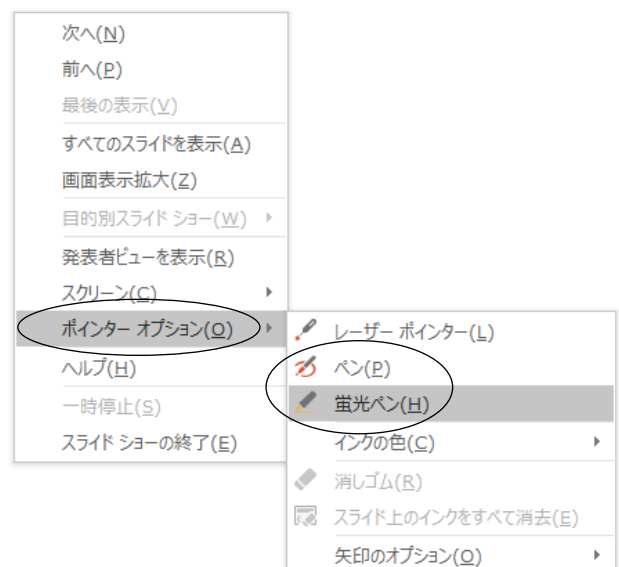 次へ(N)
前へ(P)
最後の表示(V)
すべてのスライドを表示(A)
画面表示拡大(Z)
目的別スライド ショー(W)
発表者ビューを表示(R)
スクリーン(C)
ポインター オプション(O)
ヘルプ(H)
一時停止(S)
スライド ショーの終了(E)
レーザー ポインター(L)
ペン(P)
蛍光ペン(H)
インクの色(C)
消しゴム(R)
スライド上のインクをすべて消去(E)
矢印のオプション(O)